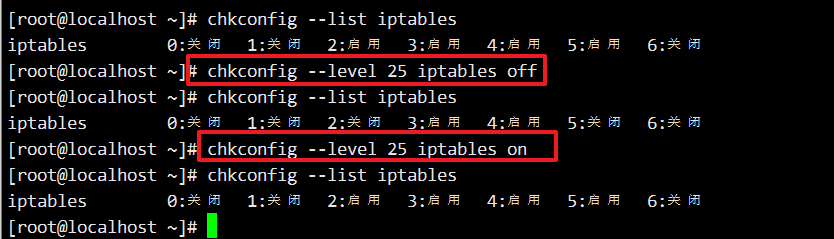 [root@localhost ~]# chkconfig --list iptables
iptables        0:关闭  1:关闭  2:启用  3:启用  4:启用  5:启用  6:关闭
[root@localhost ~]# chkconfig --level 25 iptables off
[root@localhost ~]# chkconfig --list iptables
iptables        0:关闭  1:关闭  2:关闭  3:启用  4:启用  5:关闭  6:关闭
[root@localhost ~]# chkconfig --level 25 iptables on
[root@localhost ~]# chkconfig --list iptables
iptables        0:关闭  1:关闭  2:启用  3:启用  4:启用  5:启用  6:关闭
[root@localhost ~]#